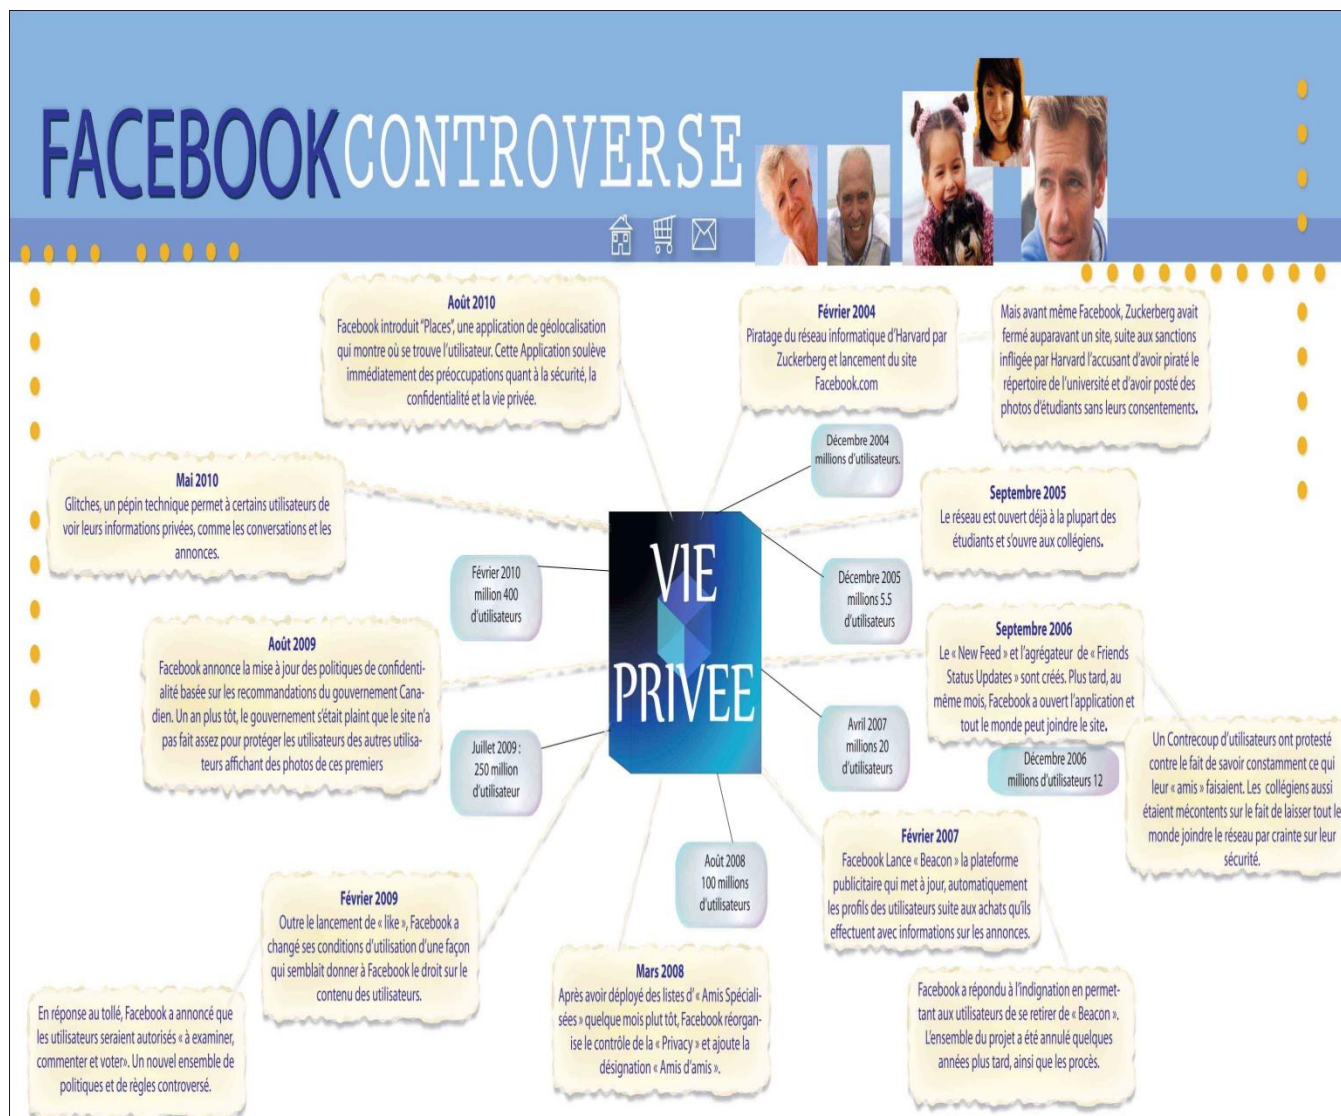 FACEBOOK CONTROVERSE
Août 2010
Facebook introduit "Places", une application de géolocalisation
qui montre où se trouve l'utilisateur. Cette Application soulève
immédiatement des préoccupations quant à la sécurité, la
confidentialité et la vie privée.
Février 2004
Piratage du réseau informatique d'Harvard par
Zuckerberg et lancement du site
Facebook.com
Mais avant même Facebook, Zuckerberg avait
fermé auparavant un site, suite aux sanctions
infligée par Harvard l'accusant d'avoir piraté le
répertoire de l'université et d'avoir posté des
photos d'étudiants sans leurs consentements.
Décembre 2004
millions d'utilisateurs.
Mai 2010
Glitches, un pépin technique permet à certains utilisateurs de
voir leurs informations privées, comme les conversations et les
annonces.
Septembre 2005
Le réseau est ouvert déjà à la plupart des
étudiants et s'ouvre aux collégiens.
VIE
PRIVEE
Février 2010
million 400
d'utilisateurs
Décembre 2005
millions 5.5
d'utilisateurs
Août 2009
Facebook annonce la mise à jour des politiques de confidenti-
alité basée sur les recommandations du gouvernement Cana-
dien. Un an plus tôt, le gouvernement s'était plaint que le site n'a
pas fait assez pour protéger les utilisateurs des autres utilisa-
teurs affichant des photos de ces premiers
Septembre 2006
Le « New Feed » et l'agrégateur de « Friends
Status Updates » sont créés. Plus tard, au
même mois, Facebook a ouvert l'application et
tout le monde peut joindre le site.
Juillet 2009 :
250 million
d'utilisateur
Avril 2007
millions 20
d'utilisateurs
Décembre 2006
millions d'utilisateurs 12
Un Contrecoup d'utilisateurs ont protesté
contre le fait de savoir constamment ce qui
leur « amis » faisaient. Les collégiens aussi
étaient mécontents sur le fait de laisser tout le
monde joindre le réseau par crainte sur leur
sécurité.
Août 2008
100 millions
d'utilisateurs
Février 2007
Facebook Lance « Beacon » la plateforme
publicitaire qui met à jour, automatiquement
les profils des utilisateurs suite aux achats qu'ils
effectuent avec informations sur les annonces.
Février 2009
Outre le lancement de « like », Facebook a
changé ses conditions d'utilisation d'une façon
qui semblait donner à Facebook le droit sur le
contenu des utilisateurs.
Mars 2008
Après avoir déployé des listes d' « Amis Spéciali-
sées » quelque mois plut tôt, Facebook réorgan-
ise le contrôle de la « Privacy » et ajoute la
désignation « Amis d'amis ».
En réponse au tollé, Facebook a annoncé que
les utilisateurs seraient autorisés « à examiner,
commenter et voter». Un nouvel ensemble de
politiques et de règles controversé.
Facebook a répondu à l'indignation en permet-
tant aux utilisateurs de se retirer de « Beacon ».
L'ensemble du projet a été annulé quelques
années plus tard, ainsi que les procès.